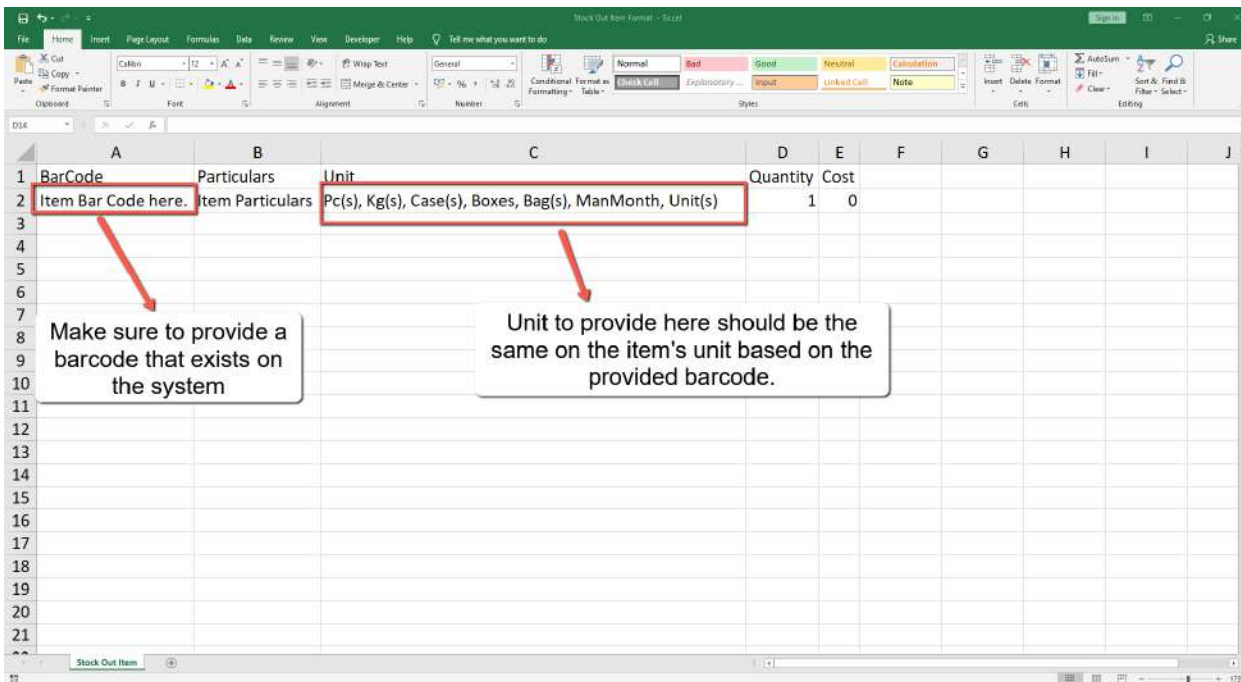 Stock Out Item Format - Excel
Sign in
File Home Insert Page Layout Formulas Data Review View Developer Help Tell me what you want to do
Share
Cut
Copy
Format Painter
Paste
Calibri 12
B I U
Wrap Text
Merge & Center
General
Conditional Formatting
Format as Table
Normal Bad Good Neutral Calculation
Check Cell Explanatory ... Input Linked Cell Note
Insert Delete Format
AutoSum
Fill
Clear
Sort & Filter
Find & Select
Clipboard Font Alignment Number Styles Cells Editing
D14
A B C D E F G H I J
1 BarCode Particulars Unit Quantity Cost
2 Item Bar Code here. Item Particulars Pc(s), Kg(s), Case(s), Boxes, Bag(s), ManMonth, Unit(s) 1 0
3
4
5
6
7
8
9
10
11
12
13
14
15
16
17
18
19
20
21
Make sure to provide a
barcode that exists on
the system
Unit to provide here should be the
same on the item's unit based on the
provided barcode.
Stock Out Item